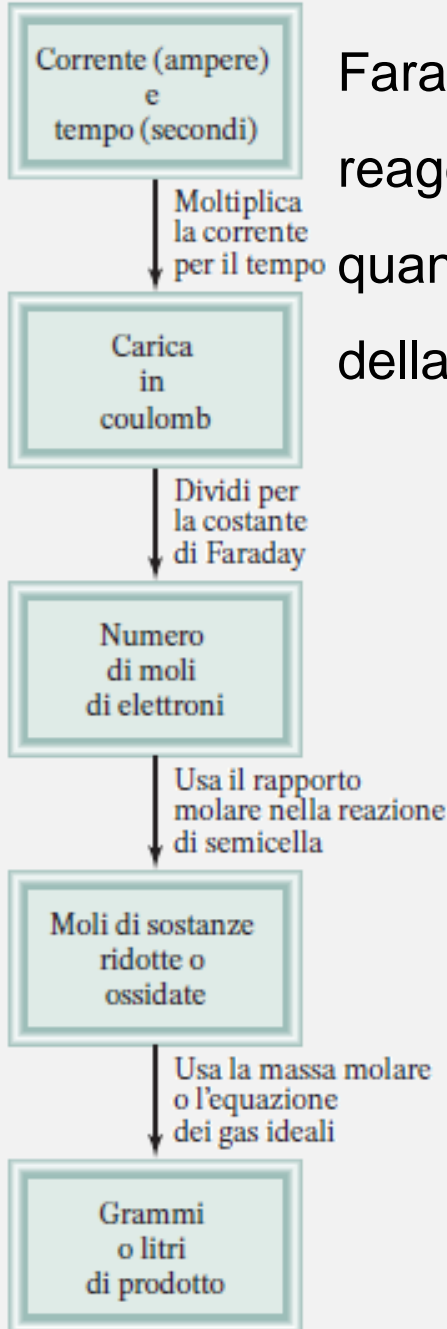 Corrente (ampere)
e
tempo (secondi)
Moltiplica
la corrente
per il tempo
Carica
in
coulomb
Dividi per
la costante
di Faraday
Numero
di moli
di elettroni
Usa il rapporto
molare nella reazione
di semicella
Moli di sostanze
ridotte o
ossidate
Usa la massa molare
o l'equazione
dei gas ideali
Grammi
o litri
di prodotto
Fara
reag
quan
della